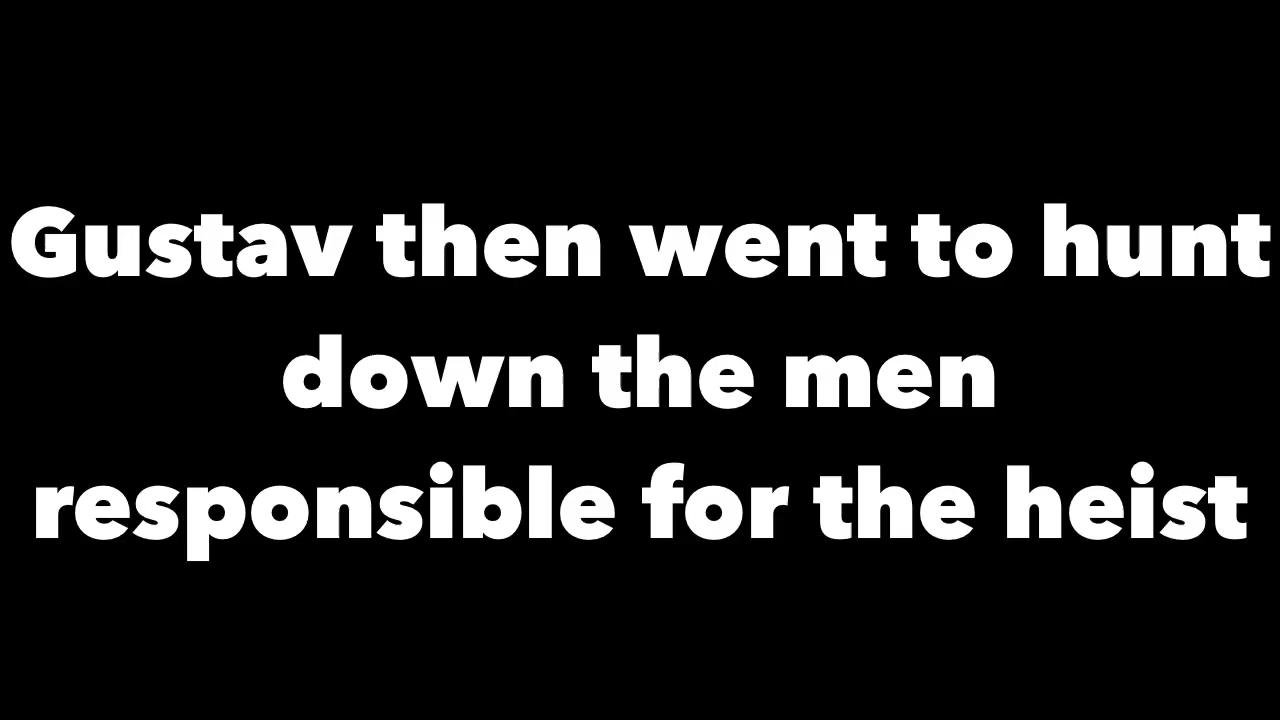 Gustav then went to hunt
down the men
responsible for the heist